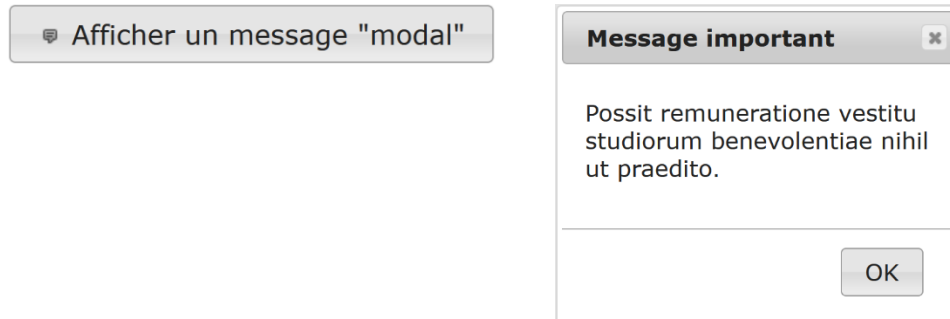 Afficher un message "modal"
Message important
Possit remuneratione vestitu
studiorum benevolentiae nihil
ut praedito.
OK